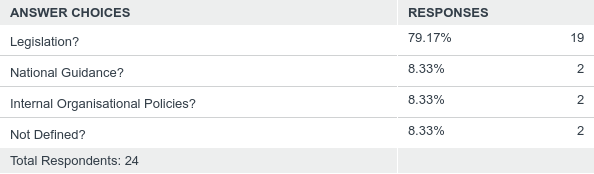 ANSWER CHOICES RESPONSES
Legislation? 79.17% 19
National Guidance? 8.33% 2
Internal Organisational Policies? 8.33% 2
Not Defined? 8.33% 2
Total Respondents: 24